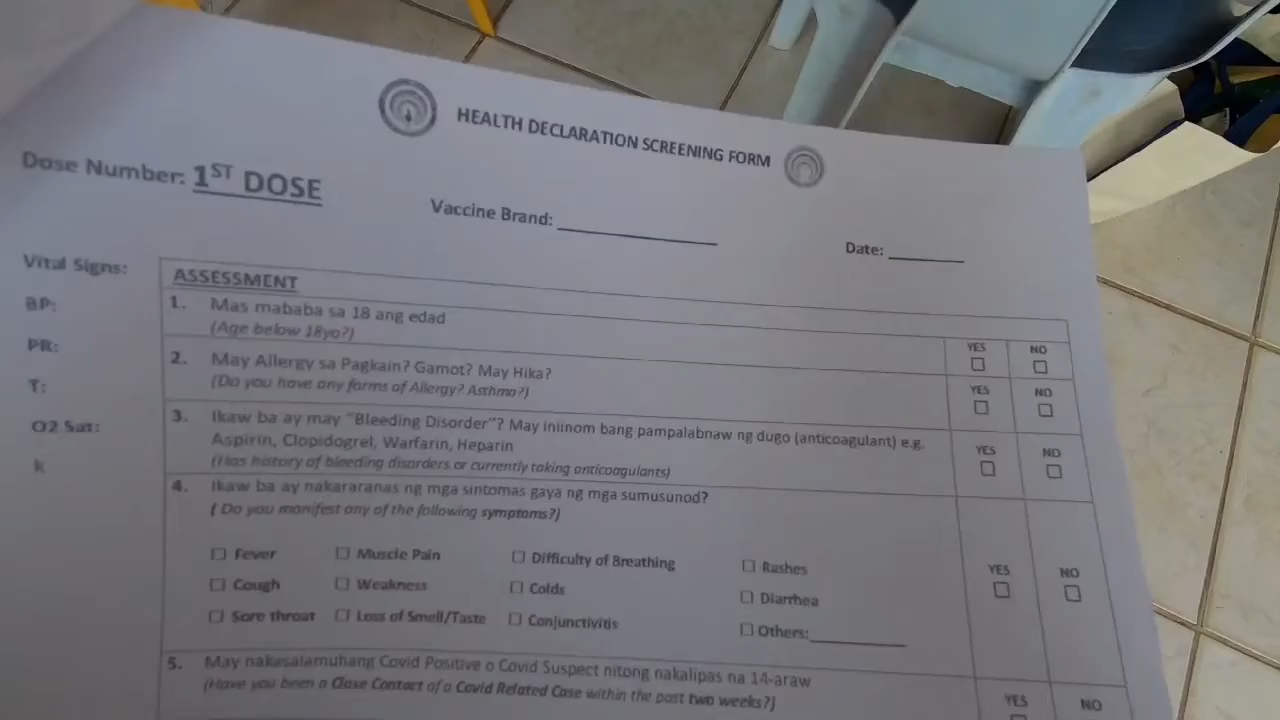 HEALTH DECLARATION SCREENING FORM
Dose Number: 1ST DOSE
Vaccine Brand: ____________
Date: ______
Vital Signs:
BP:
PR:
T:
O2 Sat:
ASSESSMENT
1. Mas mababa sa 18 ang edad
(Age below 18yo?)
YES NO
2. May Allergy sa Pagkain? Gamot? May Hika?
(Do you have any forms of Allergy? Asthma?)
YES NO
3. Ikaw ba ay may "Bleeding Disorder"? May iniinom bang pampalabnaw ng dugo (anticoagulant) e.g.
Aspirin, Clopidogrel, Warfarin, Heparin
(Has history of bleeding disorders or currently taking anticoagulants)
YES NO
4. Ikaw ba ay nakararanas ng mga sintomas gaya ng mga sumusunod?
( Do you manifest any of the following symptoms?)
☐ Fever ☐ Muscle Pain ☐ Difficulty of Breathing ☐ Rashes
☐ Cough ☐ Weakness ☐ Colds ☐ Diarrhea
☐ Sore throat ☐ Loss of Smell/Taste ☐ Conjunctivitis ☐ Others:__________
YES NO
5. May nakasalamuhang Covid Positive o Covid Suspect nitong nakalipas na 14-araw
(Have you been a Close Contact of a Covid Related Case within the past two weeks?)
YES NO